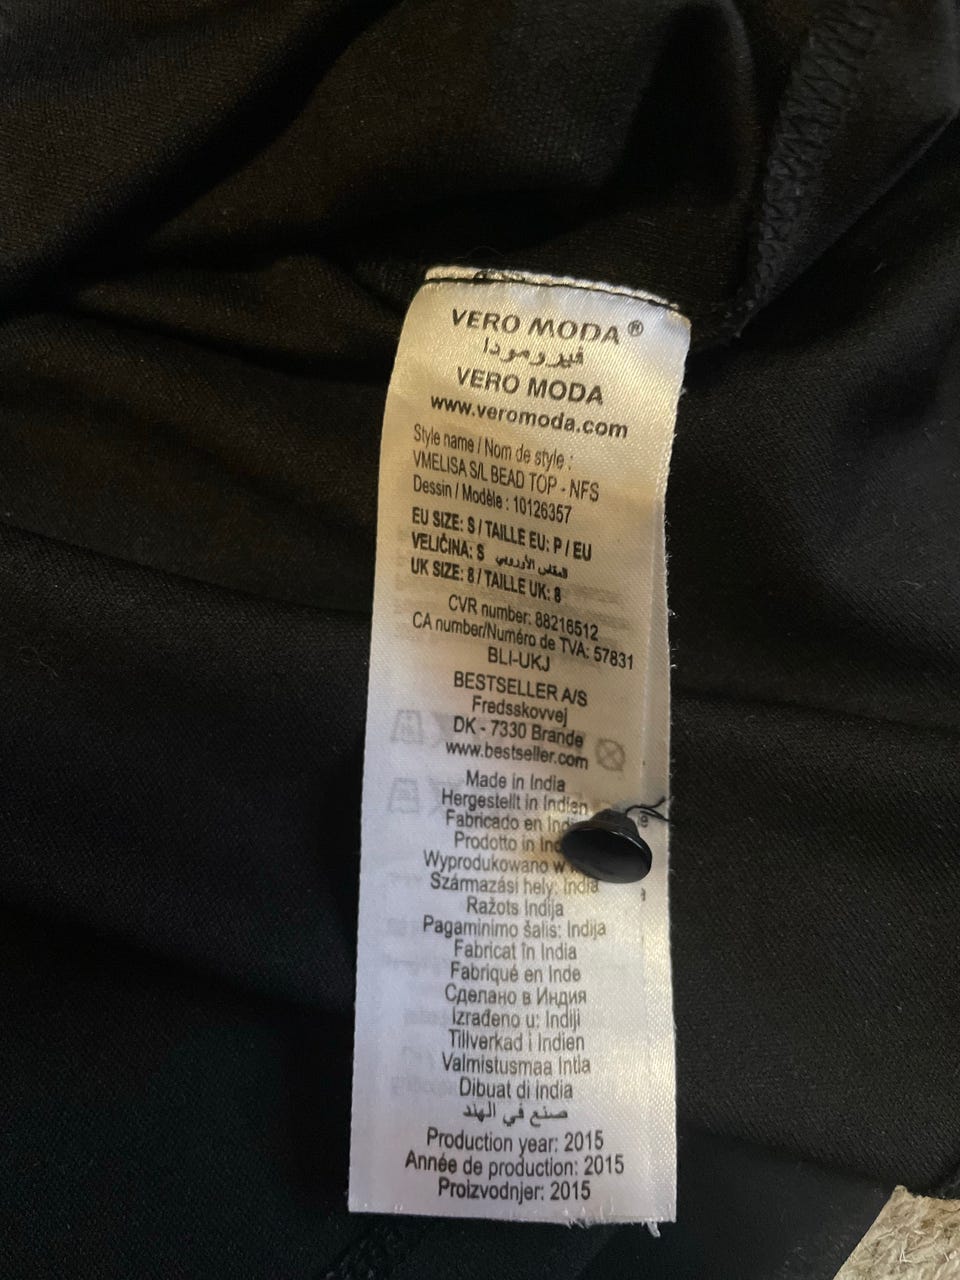 VERO MODA®
فيرومودا
VERO MODA
www.veromoda.com
Style name / Nom de style :
VMELISA S/L BEAD TOP - NFS
Dessin / Modèle : 10126357
EU SIZE: S / TAILLE EU: P / EU
VELIČINA: S المقاس الأوروبي
UK SIZE: 8 / TAILLE UK: 8
CVR number: 88216512
CA number/Numéro de TVA: 57831
BLI-UKJ
BESTSELLER A/S
Fredsskovvej
DK - 7330 Brande
www.bestseller.com
Made in India
Hergestellt in Indien
Fabricado en
Prodotto in
Wyprodukowano w
Származási hely: India
Ražots Indija
Pagaminimo šalis: Indija
Fabricat în India
Fabriqué en Inde
Сделано в Индия
Izrađeno u: Indiji
Tillverkad i Indien
Valmistusmaa Intia
Dibuat di India
صنع في الهند
Production year: 2015
Année de production: 2015
Proizvodnjer: 2015